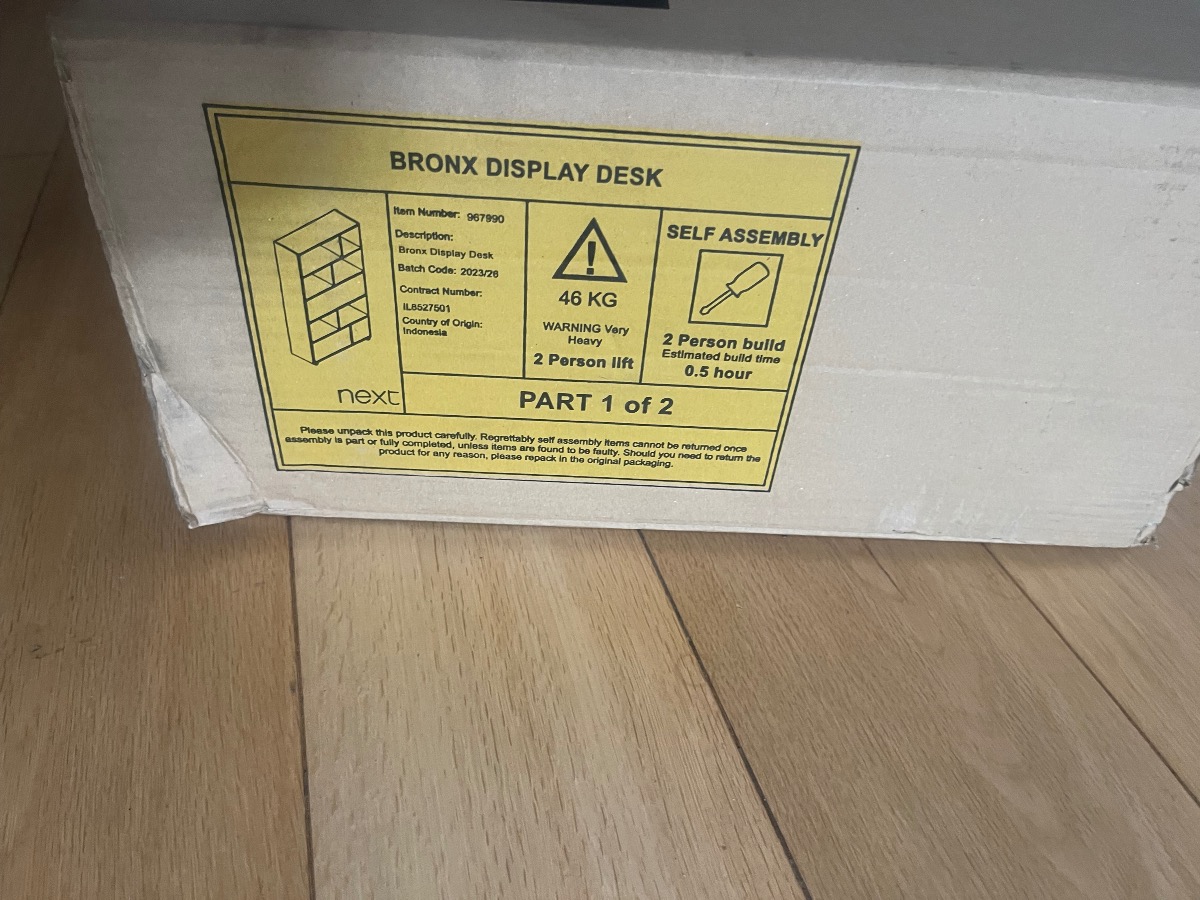 BRONX DISPLAY DESK
Item Number: 967990
Description:
Bronx Display Desk
Batch Code: 2023/26
Contract Number:
IL8527501
Country of Origin:
Indonesia
WARNING Very
Heavy
46 KG
2 Person lift
SELF ASSEMBLY
2 Person build
Estimated build time
0.5 hour
next
PART 1 of 2
Please unpack this product carefully. Regrettably self assembly items cannot be returned once
assembly is part or fully completed, unless items are found to be faulty. Should you need to return the
product for any reason, please repack in the original packaging.